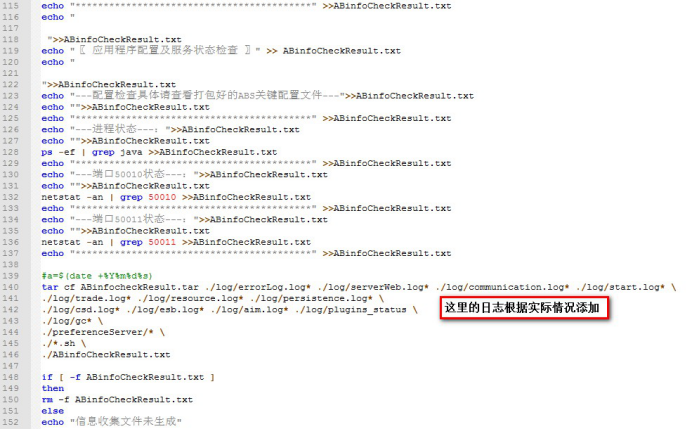 115 echo "******************************************" >>ABinfoCheckResult.txt
116 echo "
117
118  ">>ABinfoCheckResult.txt
119 echo "〖 应用程序配置及服务状态检查 〗" >> ABinfoCheckResult.txt
120 echo "
121
122 ">>ABinfoCheckResult.txt
123 echo "---配置检查具体请查看打包好的ABS关键配置文件---">>ABinfoCheckResult.txt
124 echo "">>ABinfoCheckResult.txt
125 echo "******************************************" >>ABinfoCheckResult.txt
126 echo "---进程状态---: ">>ABinfoCheckResult.txt
127 echo "">>ABinfoCheckResult.txt
128 ps -ef | grep java >>ABinfoCheckResult.txt
129 echo "******************************************" >>ABinfoCheckResult.txt
130 echo "---端口50010状态---: ">>ABinfoCheckResult.txt
131 echo "">>ABinfoCheckResult.txt
132 netstat -an | grep 50010 >>ABinfoCheckResult.txt
133 echo "******************************************" >>ABinfoCheckResult.txt
134 echo "---端口50011状态---: ">>ABinfoCheckResult.txt
135 echo "">>ABinfoCheckResult.txt
136 netstat -an | grep 50011 >>ABinfoCheckResult.txt
137 echo "******************************************" >>ABinfoCheckResult.txt
138
139 #a=$(date +%Y%m%d%s)
140 tar cf ABinfocheckResult.tar ./log/errorLog.log* ./log/serverWeb.log* ./log/communication.log* ./log/start.log* \
141 ./log/trade.log* ./log/resource.log* ./log/persistence.log* \
142 ./log/csd.log* ./log/esb.log* ./log/aim.log* ./log/plugins_status \
这里的日志根据实际情况添加
143 ./log/gc* \
144 ./preferenceServer/* \
145 ./*.sh \
146 ./ABinfoCheckResult.txt
147
148 if [ -f ABinfoCheckResult.txt ]
149 then
150 rm -f ABinfoCheckResult.txt
151 else
152 echo "信息收集文件未生成"